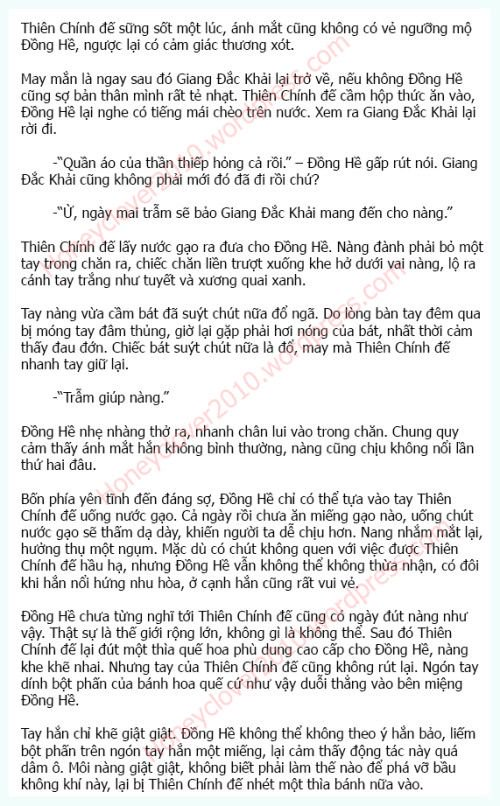 Thiên Chính đế sững sốt một lúc, ánh mắt cũng không có vẻ ngưỡng mộ
Đồng Hề, ngược lại có cảm giác thương xót.
May mắn là ngay sau đó Giang Đắc Khải lại trở về, nếu không Đồng Hề
cũng sợ bản thân mình rất tẻ nhạt. Thiên Chính đế cầm hộp thức ăn vào,
Đồng Hề lại nghe có tiếng mái chèo trên nước. Xem ra Giang Đắc Khải lại
rời đi.
-“Quần áo của thần thiếp hỏng cả rồi.” – Đồng Hề gấp rút nói. Giang
Đắc Khải cũng không phải mới đó đã đi rồi chứ?
-“Ừ, ngày mai trẫm sẽ bảo Giang Đắc Khải mang đến cho nàng.”
Thiên Chính đế lấy nước gạo ra đưa cho Đồng Hề. Nàng đành phải bỏ một
tay trong chăn ra, chiếc chăn liền trượt xuống khe hở dưới vai nàng, lộ ra
cánh tay trắng như tuyết và xương quai xanh.
Tay nàng vừa cầm bát đã suýt chút nữa đổ ngã. Do lòng bàn tay đêm qua
bị móng tay đâm thủng, giờ lại gặp phải hơi nóng của bát, nhất thời cảm
thấy đau đớn. Chiếc bát suýt chút nữa là đổ, may mà Thiên Chính đế
nhanh tay giữ lại.
-“Trẫm giúp nàng.”
Đồng Hề nhẹ nhàng thở ra, nhanh chân lui vào trong chăn. Chung quy
cảm thấy ánh mắt hắn không bình thường, nàng cũng chịu không nổi lần
thứ hai đâu.
Bốn phía yên tĩnh đến đáng sợ, Đồng Hề chỉ có thể tựa vào tay Thiên
Chính đế uống nước gạo. Cả ngày rồi chưa ăn miếng gạo nào, uống chút
nước gạo sẽ thấm dạ dày, khiến người ta dễ chịu hơn. Nang nhắm mắt lại,
hưởng thụ một ngụm. Mặc dù có chút không quen với việc được Thiên
Chính đế hầu hạ, nhưng Đồng Hề vẫn không thể không thừa nhận, có đôi
khi hắn nổi hứng nhu hòa, ở cạnh hắn cũng rất vui vẻ.
Đồng Hề chưa từng nghĩ tới Thiên Chính đế cũng có ngày đút nàng như
vậy. Thật sự là thế giới rộng lớn, không gì là không thể. Sau đó Thiên
Chính đế lại đút một thìa quế hoa phù dung cao cấp cho Đồng Hề, nàng
khe khẽ nhai. Nhưng tay của Thiên Chính đế cũng không rút lại. Ngón tay
dính bột phấn của bánh hoa quế cứ như vậy duỗi thẳng vào bên miệng
Đồng Hề.
Tay hắn chỉ khẽ giật giật. Đồng Hề không thể không theo ý hắn bảo, liếm
bột phấn trên ngón tay hắn một miếng, lại cảm thấy động tác này quá
dâm ô. Môi nàng giật giật, không biết phải làm thế nào để phá vỡ bầu
không khí này, lại bị Thiên Chính đế nhét một thìa bánh nữa vào.
honeyclover2010.wordpress.com
honeyclover2010.wordpress.com
honeyclover2010.wordpress.com